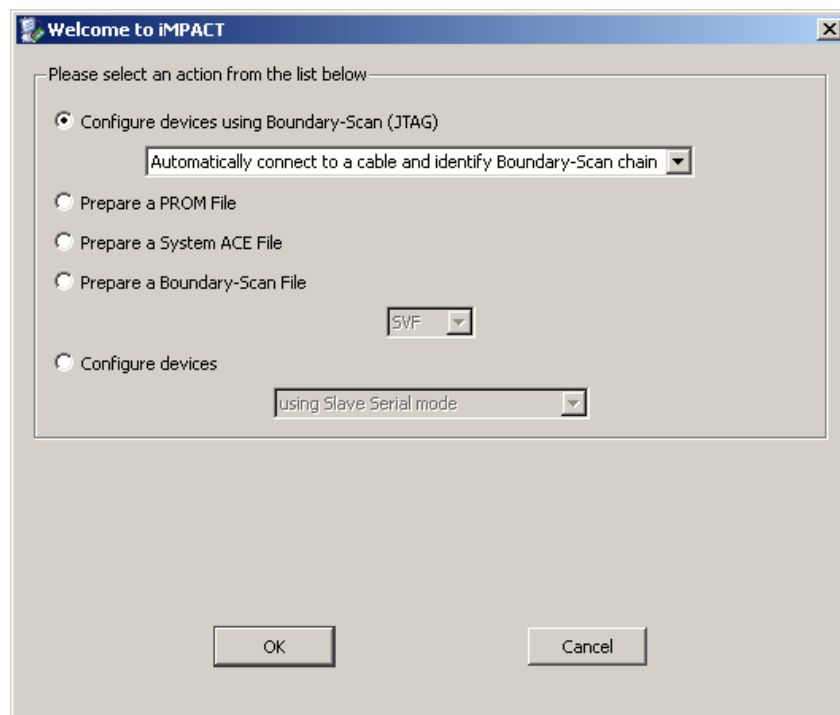 Welcome to iMPACT
Please select an action from the list below
Configure devices using Boundary-Scan (JTAG)
Automatically connect to a cable and identify Boundary-Scan chain
Prepare a PROM File
Prepare a System ACE File
Prepare a Boundary-Scan File
SVF
Configure devices
using Slave Serial mode
OK
Cancel